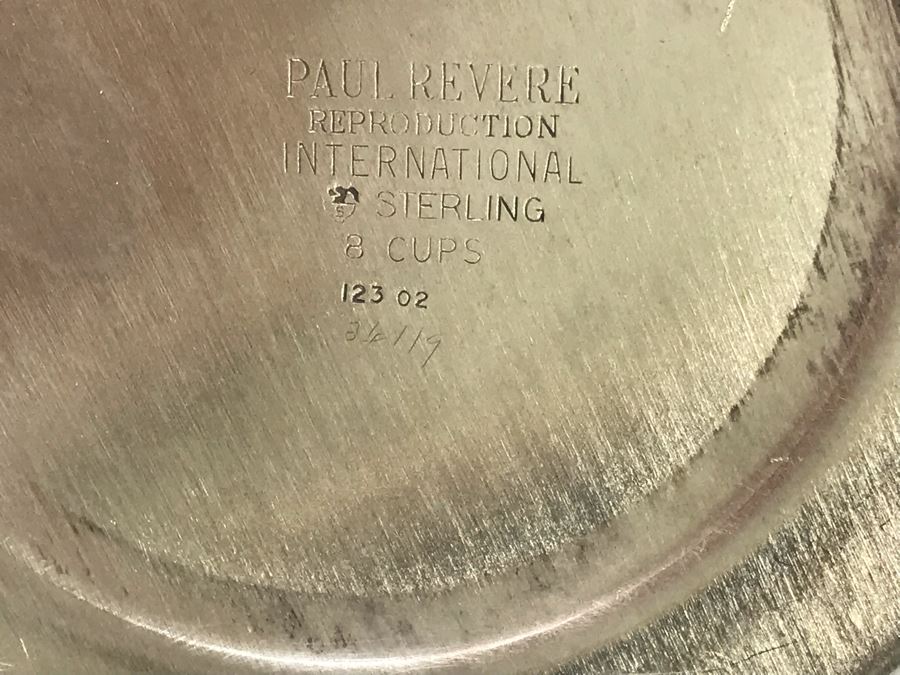 PAUL REVERE
REPRODUCTION
INTERNATIONAL
S STERLING
8 CUPS
123 02